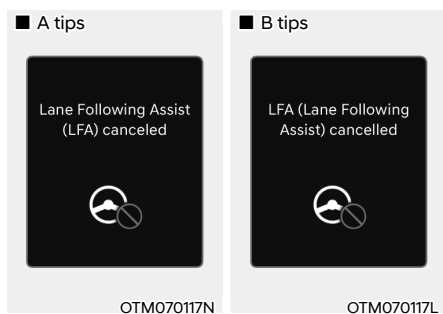 ■ A tips
Lane Following Assist
(LFA) canceled
OTM070117N
■ B tips
LFA (Lane Following
Assist) cancelled
OTM070117L